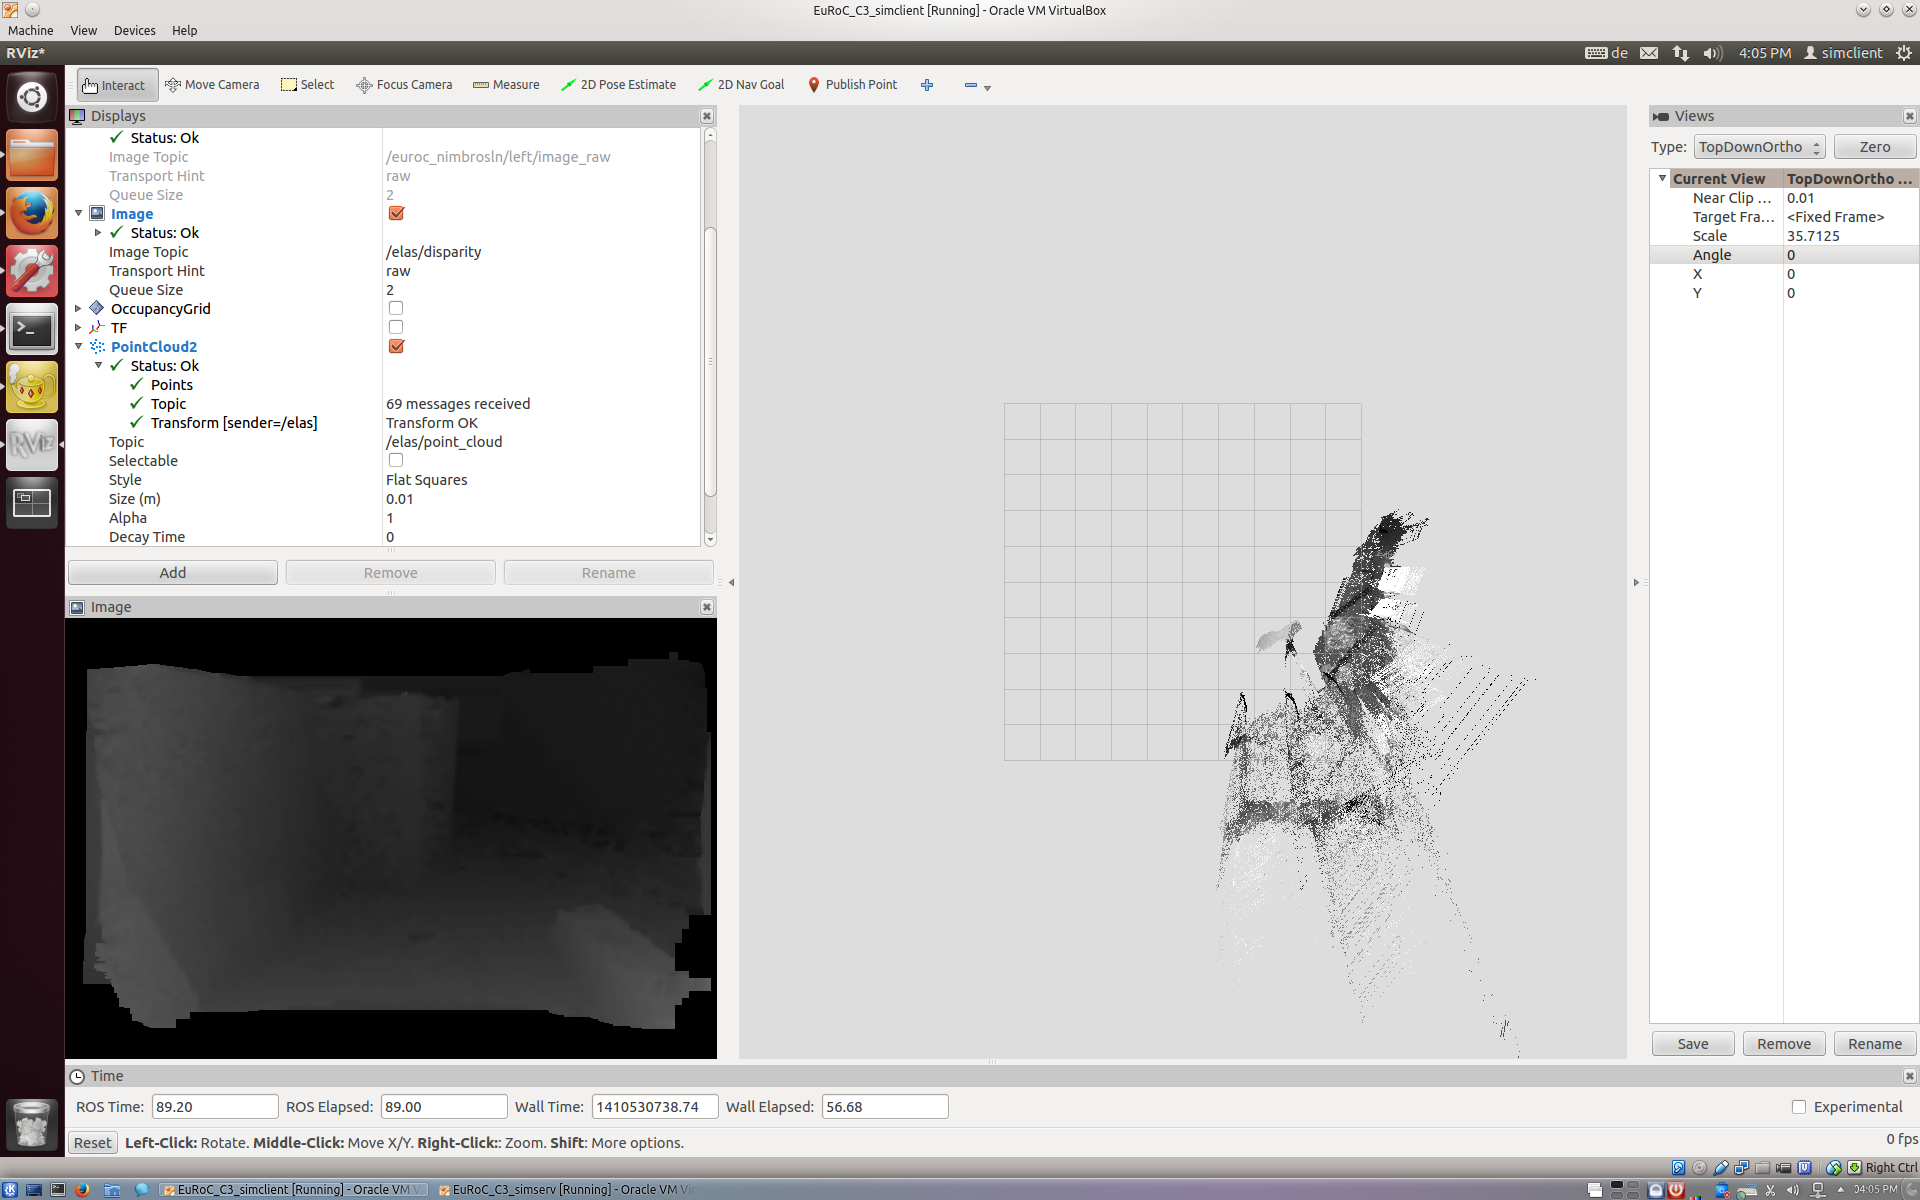 EuRoC_C3_simclient [Running] - Oracle VM VirtualBox
Machine View Devices Help
RViz* de 4:05 PM simclient
Interact Move Camera Select Focus Camera Measure 2D Pose Estimate 2D Nav Goal Publish Point
Displays
Status: Ok
Image Topic /euroc_nimbrosln/left/image_raw
Transport Hint raw
Queue Size 2
Image
Status: Ok
Image Topic /elas/disparity
Transport Hint raw
Queue Size 2
OccupancyGrid
TF
PointCloud2
Status: Ok
Points
Topic 69 messages received
Transform [sender=/elas] Transform OK
Topic /elas/point_cloud
Selectable
Style Flat Squares
Size (m) 0.01
Alpha 1
Decay Time 0
Add Remove Rename
Image
Views
Type: TopDownOrtho Zero
Current View TopDownOrtho ...
Near Clip ... 0.01
Target Fra... <Fixed Frame>
Scale 35.7125
Angle 0
X 0
Y 0
Save Remove Rename
Time
ROS Time: 89.20 ROS Elapsed: 89.00 Wall Time: 1410530738.74 Wall Elapsed: 56.68 Experimental
Reset Left-Click: Rotate. Middle-Click: Move X/Y. Right-Click:: Zoom. Shift: More options. 0 fps
Right Ctrl
EuRoC_C3_simclient [Running] - Oracle VM V EuRoC_C3_simserv [Running] - Oracle VM Vi 04:05 PM
RViz